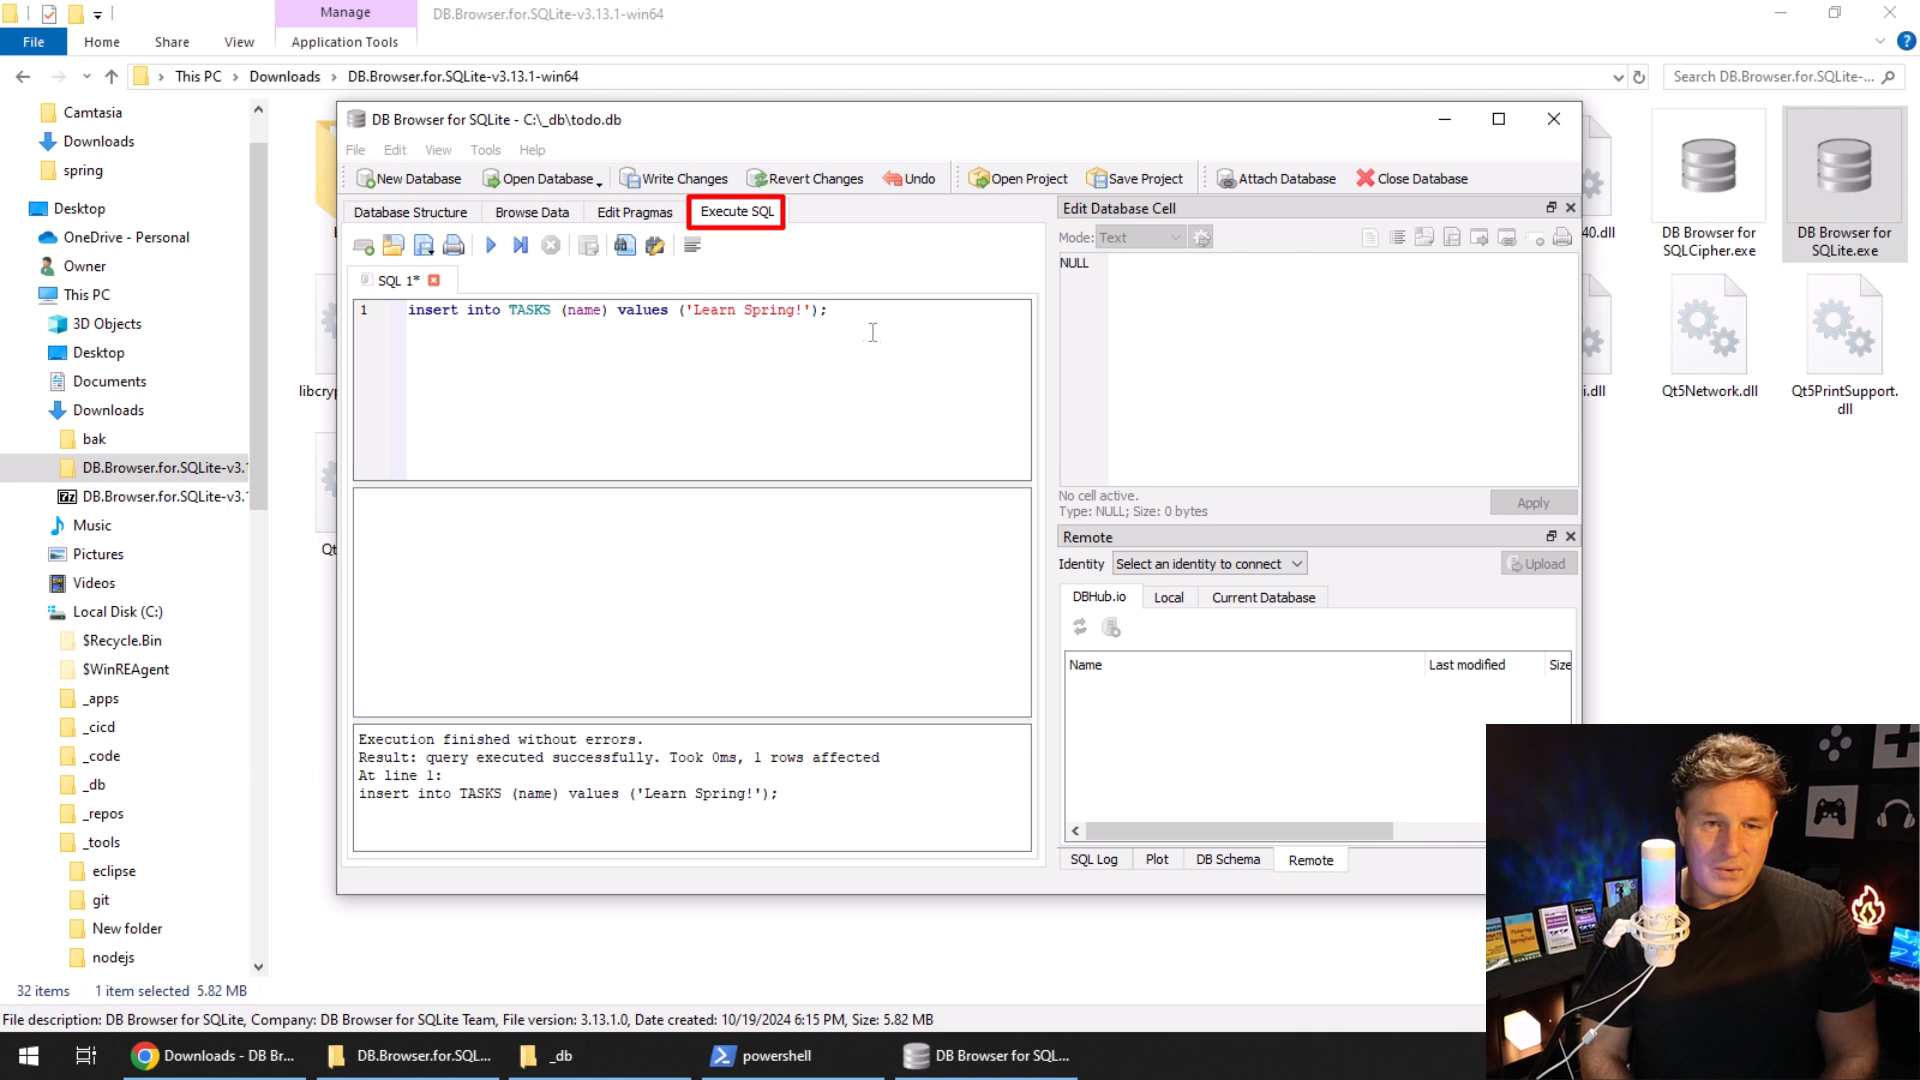 Manage
DB.Browser.for.SQLite-v3.13.1-win64
File
Home
Share
View
Application Tools
This PC
Downloads
DB.Browser.for.SQLite-v3.13.1-win64
Search DB.Browser.for.SQLite-...
Camtasia
Downloads
spring
Desktop
OneDrive - Personal
Owner
This PC
3D Objects
Desktop
Documents
Downloads
bak
DB.Browser.for.SQLite-v3.1
DB.Browser.for.SQLite-v3.1
Music
Pictures
Videos
Local Disk (C:)
$Recycle.Bin
$WinREAgent
_apps
_cicd
_code
_db
_repos
_tools
eclipse
git
New folder
nodejs
libcryp
Qt
DB Browser for SQLite - C:\_db\todo.db
File
Edit
View
Tools
Help
New Database
Open Database
Write Changes
Revert Changes
Undo
Open Project
Save Project
Attach Database
Close Database
Database Structure
Browse Data
Edit Pragmas
Execute SQL
SQL 1*
1 insert into TASKS (name) values ('Learn Spring!');
Execution finished without errors.
Result: query executed successfully. Took 0ms, 1 rows affected
At line 1:
insert into TASKS (name) values ('Learn Spring!');
Edit Database Cell
Mode: Text
NULL
No cell active.
Type: NULL; Size: 0 bytes
Apply
Remote
Identity
Select an identity to connect
Upload
DBHub.io
Local
Current Database
Name
Last modified
Size
SQL Log
Plot
DB Schema
Remote
40.dll
DB Browser for
SQLCipher.exe
DB Browser for
SQLite.exe
i.dll
Qt5Network.dll
Qt5PrintSupport.
dll
32 items
1 item selected 5.82 MB
File description: DB Browser for SQLite, Company: DB Browser for SQLite Team, File version: 3.13.1.0, Date created: 10/19/2024 6:15 PM, Size: 5.82 MB
Downloads - DB Br...
DB.Browser.for.SQL...
_db
powershell
DB Browser for SQL...